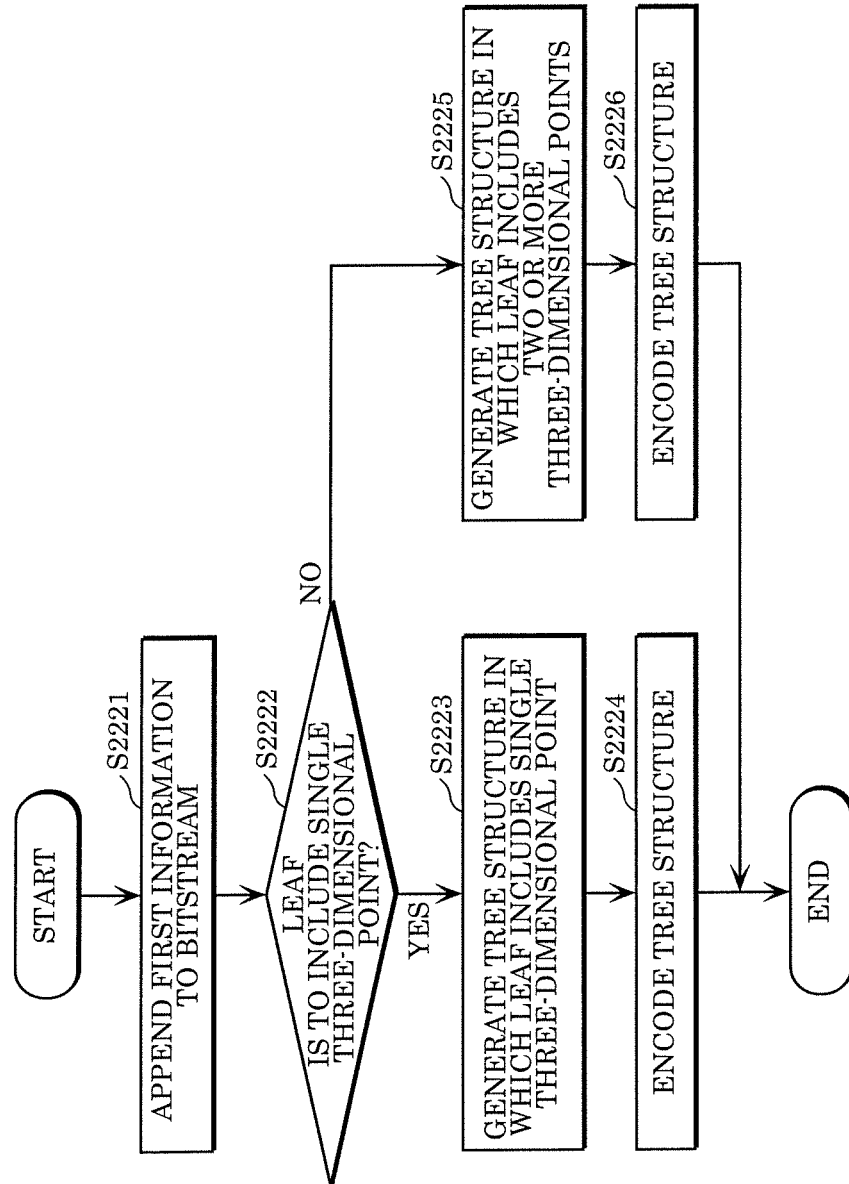 START
S2221
APPEND FIRST INFORMATION
TO BITSTREAM
S2222
LEAF
IS TO INCLUDE SINGLE
THREE-DIMENSIONAL
POINT?
NO
YES
S2223
GENERATE TREE STRUCTURE IN
WHICH LEAF INCLUDES SINGLE
THREE-DIMENSIONAL POINT
S2224
ENCODE TREE STRUCTURE
S2225
GENERATE TREE STRUCTURE IN
WHICH LEAF INCLUDES
TWO OR MORE
THREE-DIMENSIONAL POINTS
S2226
ENCODE TREE STRUCTURE
END